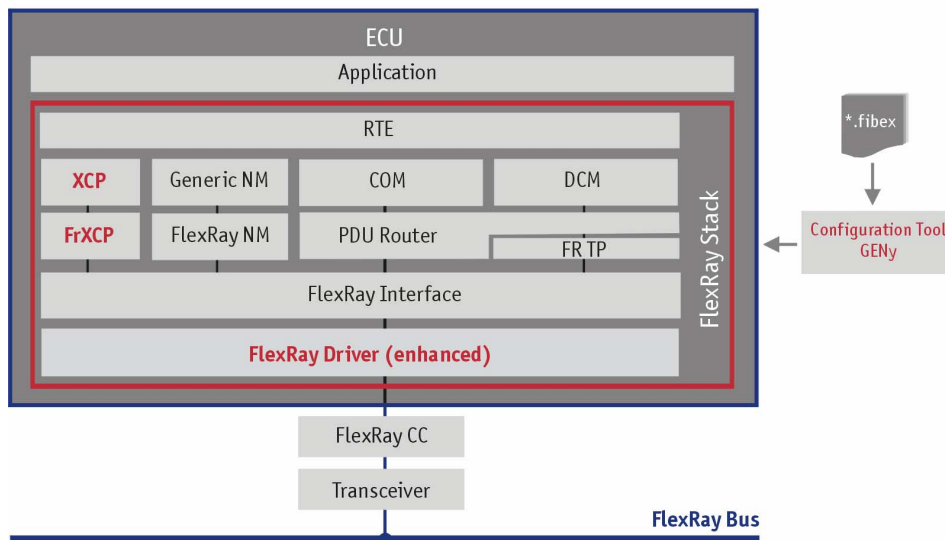 ECU
Application
RTE
XCP
Generic NM
COM
DCM
FrXCP
FlexRay NM
PDU Router
FR TP
FlexRay Interface
FlexRay Driver (enhanced)
FlexRay Stack
*.fibex
Configuration Tool
GENy
FlexRay CC
Transceiver
FlexRay Bus